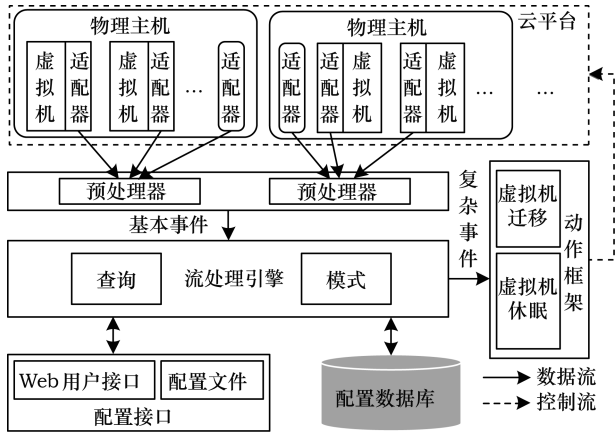 云平台
物理主机
物理主机
虚拟机
适配器
虚拟机
适配器
…
适配器
适配器
适配器
虚拟机
适配器
虚拟机
…
…
预处理器
预处理器
基本事件
复杂事件
虚拟机
迁移
虚拟机
休眠
动作框架
查询
流处理引擎
模式
Web用户接口
配置文件
配置接口
配置数据库
数据流
控制流